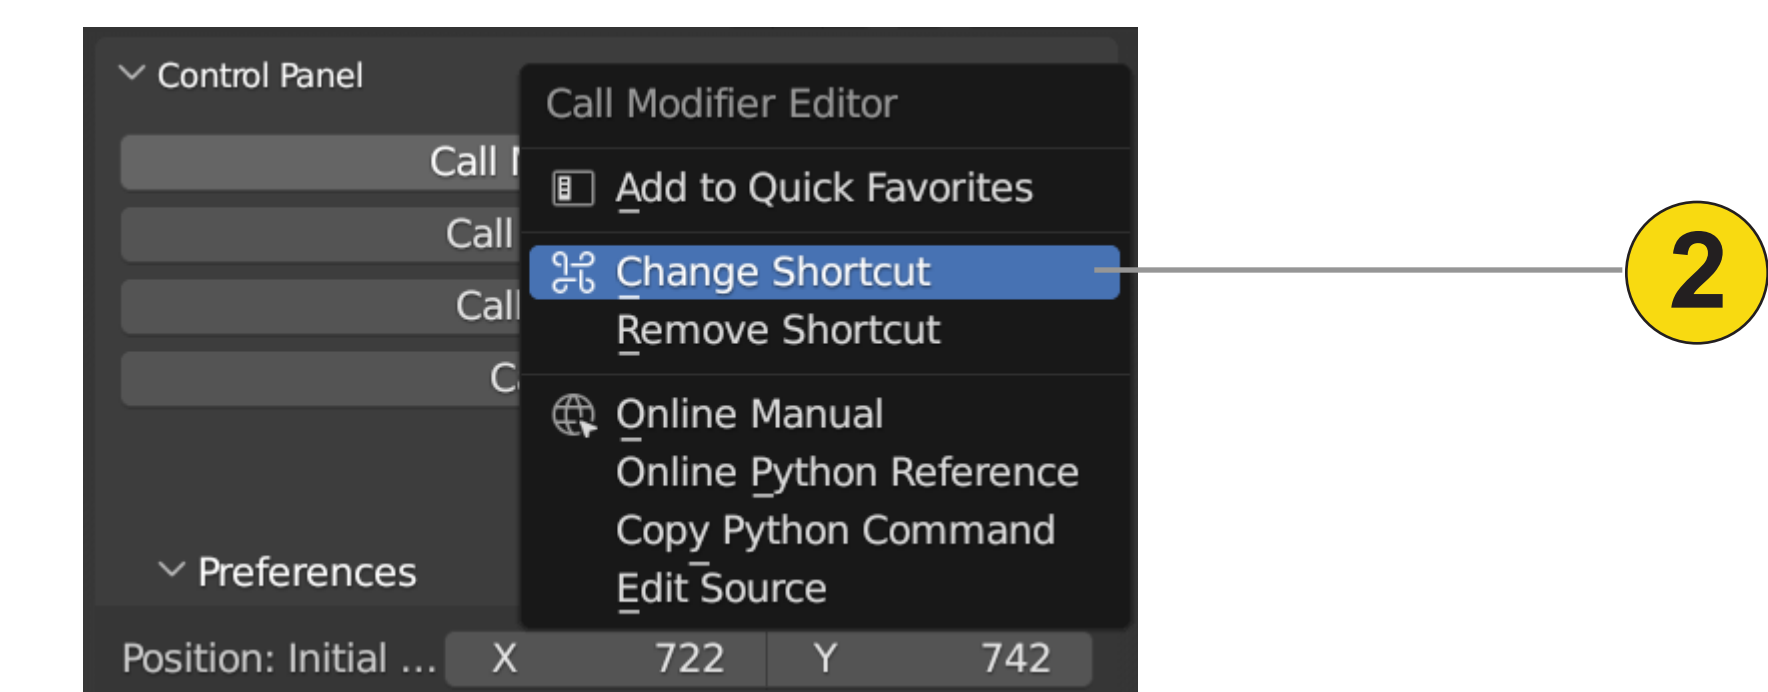 Control Panel
Call Modifier Editor
Call
Add to Quick Favorites
Call
Change Shortcut
Call
Remove Shortcut
Online Manual
Online Python Reference
Copy Python Command
Preferences
Edit Source
Position: Initial ...
X 722 Y 742
2